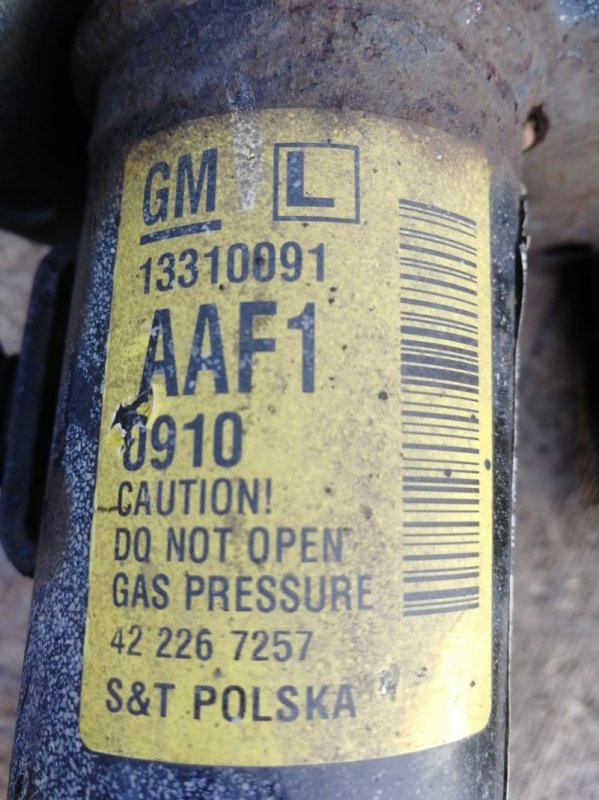 GM L
13310091
AAF1
0910
CAUTION!
DO NOT OPEN
GAS PRESSURE
42 226 7257
S&T POLSKA